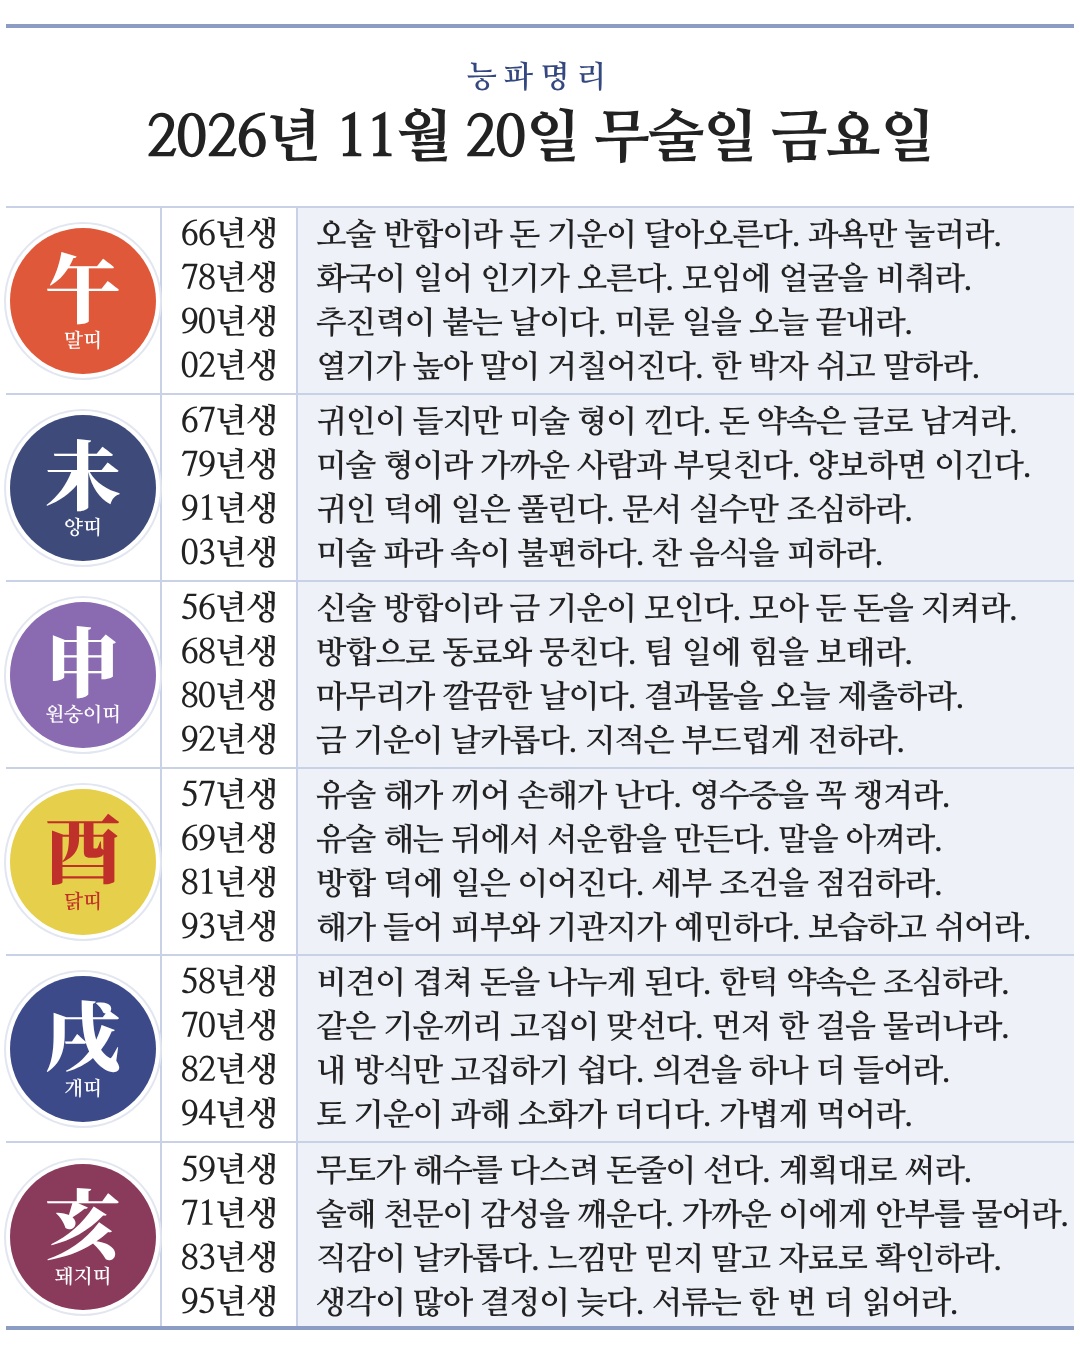 능파명리
2026년 11월 20일 무술일 금요일
午
말띠
66년생 오술 반합이라 돈 기운이 달아오른다. 과욕만 눌러라.
78년생 화국이 일어 인기가 오른다. 모임에 얼굴을 비춰라.
90년생 추진력이 붙는 날이다. 미룬 일을 오늘 끝내라.
02년생 열기가 높아 말이 거칠어진다. 한 박자 쉬고 말하라.
未
양띠
67년생 귀인이 들지만 미술 형이 낀다. 돈 약속은 글로 남겨라.
79년생 미술 형이라 가까운 사람과 부딪친다. 양보하면 이긴다.
91년생 귀인 덕에 일은 풀린다. 문서 실수만 조심하라.
03년생 미술 파라 속이 불편하다. 찬 음식을 피하라.
申
원숭이띠
56년생 신술 방합이라 금 기운이 모인다. 모아 둔 돈을 지켜라.
68년생 방합으로 동료와 뭉친다. 팀 일에 힘을 보태라.
80년생 마무리가 깔끔한 날이다. 결과물을 오늘 제출하라.
92년생 금 기운이 날카롭다. 지적은 부드럽게 전하라.
酉
닭띠
57년생 유술 해가 끼어 손해가 난다. 영수증을 꼭 챙겨라.
69년생 유술 해는 뒤에서 서운함을 만든다. 말을 아껴라.
81년생 방합 덕에 일은 이어진다. 세부 조건을 점검하라.
93년생 해가 들어 피부와 기관지가 예민하다. 보습하고 쉬어라.
戌
개띠
58년생 비견이 겹쳐 돈을 나누게 된다. 한턱 약속은 조심하라.
70년생 같은 기운끼리 고집이 맞선다. 먼저 한 걸음 물러나라.
82년생 내 방식만 고집하기 쉽다. 의견을 하나 더 들어라.
94년생 토 기운이 과해 소화가 더디다. 가볍게 먹어라.
亥
돼지띠
59년생 무토가 해수를 다스려 돈줄이 선다. 계획대로 써라.
71년생 술해 천문이 감성을 깨운다. 가까운 이에게 안부를 물어라.
83년생 직감이 날카롭다. 느낌만 믿지 말고 자료로 확인하라.
95년생 생각이 많아 결정이 늦다. 서류는 한 번 더 읽어라.